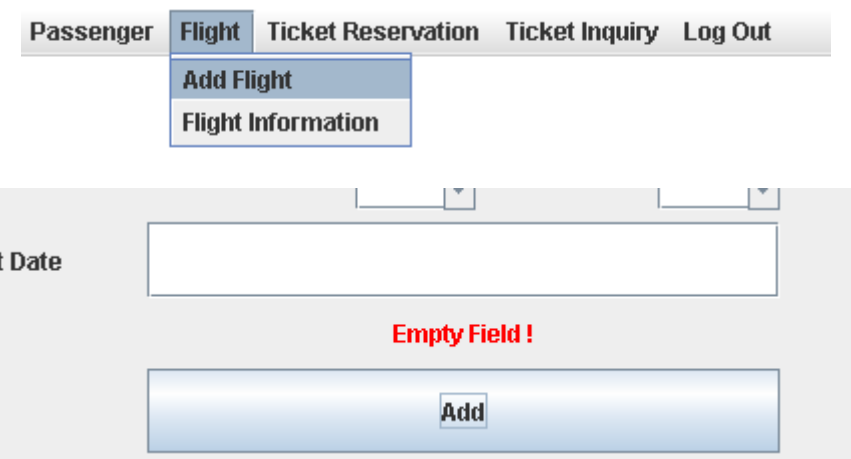 Passenger Flight Ticket Reservation Ticket Inquiry Log Out
Add Flight
Flight Information
t Date
Empty Field !
Add